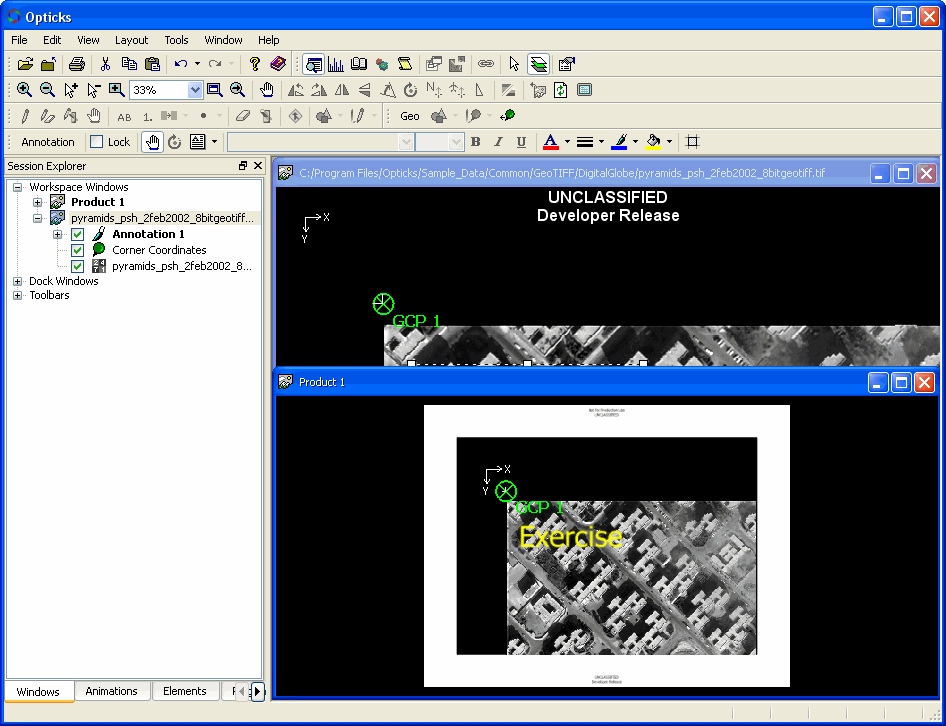 Opticks
File Edit View Layout Tools Window Help
33%
AB 1. Geo
Annotation Lock B I U A
Session Explorer
Workspace Windows
Product 1
pyramids_psh_2feb2002_8bitgeotiff...
Annotation 1
Corner Coordinates
pyramids_psh_2feb2002_8...
Dock Windows
Toolbars
Windows Animations Elements
C:/Program Files/Opticks/Sample_Data/Common/GeoTIFF/DigitalGlobe/pyramids_psh_2feb2002_8bitgeotiff.tif
UNCLASSIFIED
Developer Release
X
Y
GCP 1
Product 1
Not for Production Use
UNCLASSIFIED
X
Y
GCP 1
Exercise
UNCLASSIFIED
Developer Release